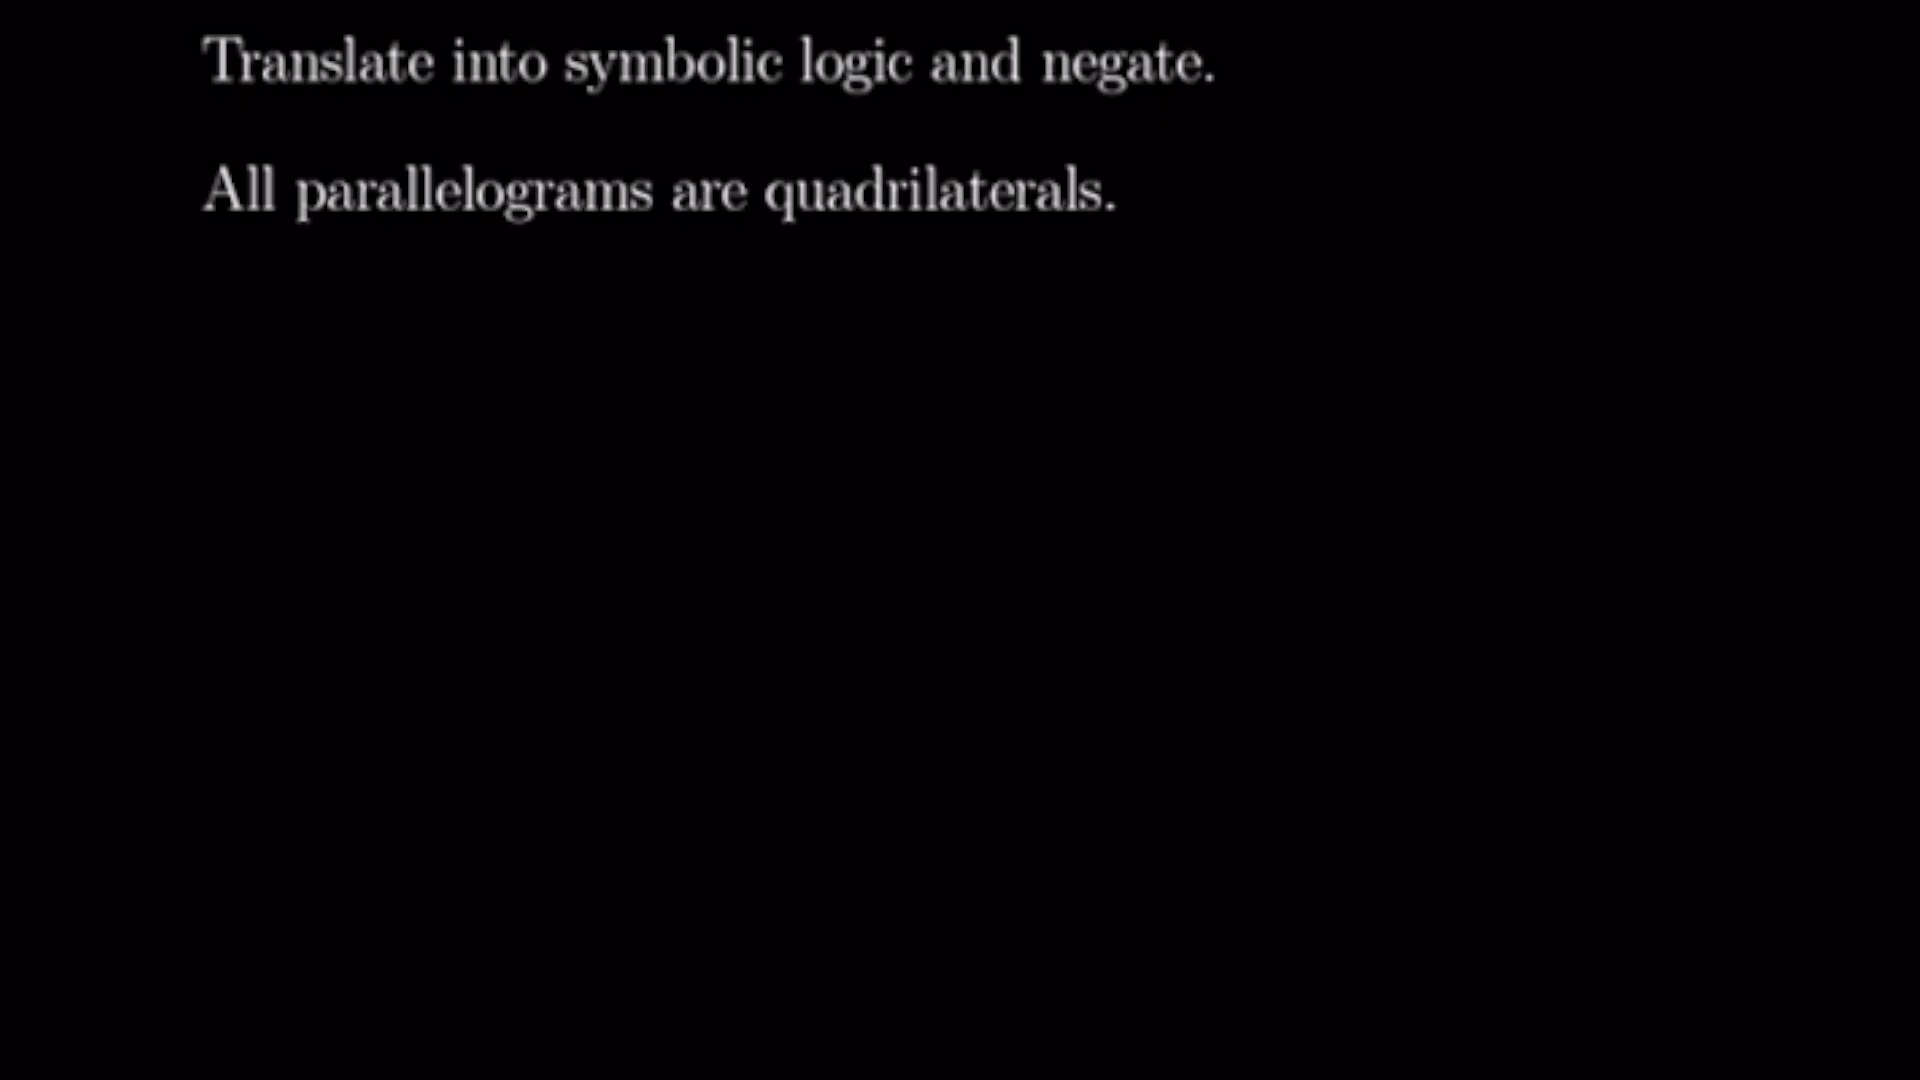 Translate into symbolic logic and negate.
All parallelograms are quadrilaterals.